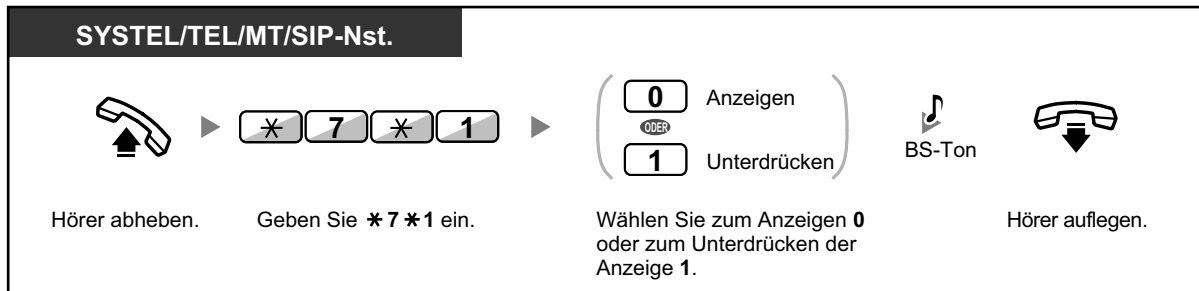 SYSTEL/TEL/MT/SIP-Nst.
* 7 * 1
0 Anzeigen
ODER
1 Unterdrücken
BS-Ton
Hörer abheben.
Geben Sie *7*1 ein.
Wählen Sie zum Anzeigen 0
oder zum Unterdrücken der
Anzeige 1.
Hörer auflegen.